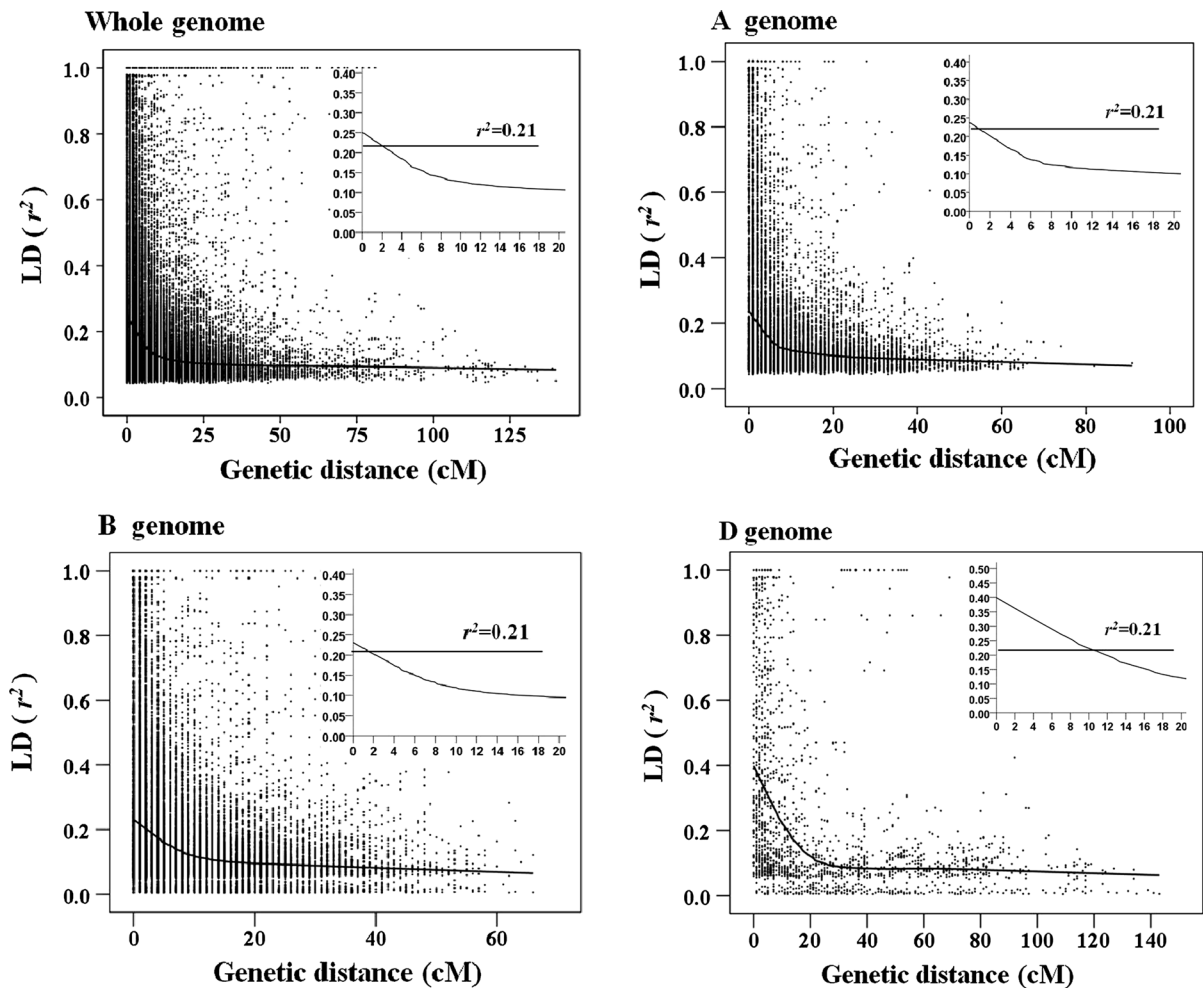 Whole genome
LD ( r² )
1.0
0.8
0.6
0.4
0.2
0.0
0 25 50 75 100 125
Genetic distance (cM)
r²=0.21
0.40
0.35
0.30
0.25
0.20
0.15
0.10
0.05
0.00
0 2 4 6 8 10 12 14 16 18 20
A genome
LD ( r² )
1.0
0.8
0.6
0.4
0.2
0.0
0 20 40 60 80 100
Genetic distance (cM)
r²=0.21
0.40
0.35
0.30
0.25
0.20
0.15
0.10
0.05
0.00
0 2 4 6 8 10 12 14 16 18 20
B genome
LD ( r² )
1.0
0.8
0.6
0.4
0.2
0.0
0 20 40 60
Genetic distance (cM)
r²=0.21
0.40
0.35
0.30
0.25
0.20
0.15
0.10
0.05
0.00
0 2 4 6 8 10 12 14 16 18 20
D genome
LD ( r² )
1.0
0.8
0.6
0.4
0.2
0.0
0 20 40 60 80 100 120 140
Genetic distance (cM)
r²=0.21
0.50
0.45
0.40
0.35
0.30
0.25
0.20
0.15
0.10
0.05
0.00
0 2 4 6 8 10 12 14 16 18 20